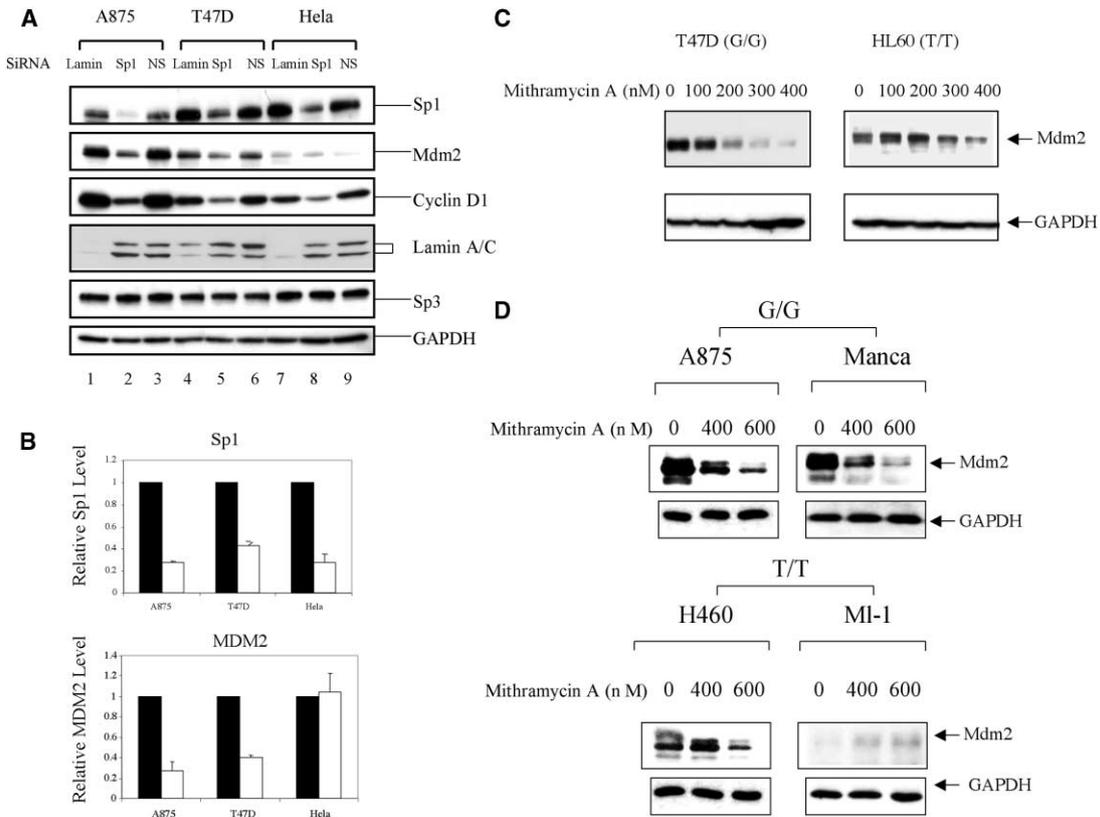 A
A875 T47D Hela
SiRNA Lamin Sp1 NS Lamin Sp1 NS Lamin Sp1 NS
Sp1
Mdm2
Cyclin D1
Lamin A/C
Sp3
GAPDH
1 2 3 4 5 6 7 8 9
B
Sp1
Relative Sp1 Level
1.2
1
0.8
0.6
0.4
0.2
0
A875 T47D Hela
MDM2
Relative MDM2 Level
1.4
1.2
1
0.8
0.6
0.4
0.2
0
A875 T47D Hela
C
T47D (G/G) HL60 (T/T)
Mithramycin A (nM) 0 100 200 300 400 0 100 200 300 400
Mdm2
GAPDH
D
G/G
A875 Manca
Mithramycin A (n M) 0 400 600 0 400 600
Mdm2
GAPDH
T/T
H460 Ml-1
Mithramycin A (n M) 0 400 600 0 400 600
Mdm2
GAPDH